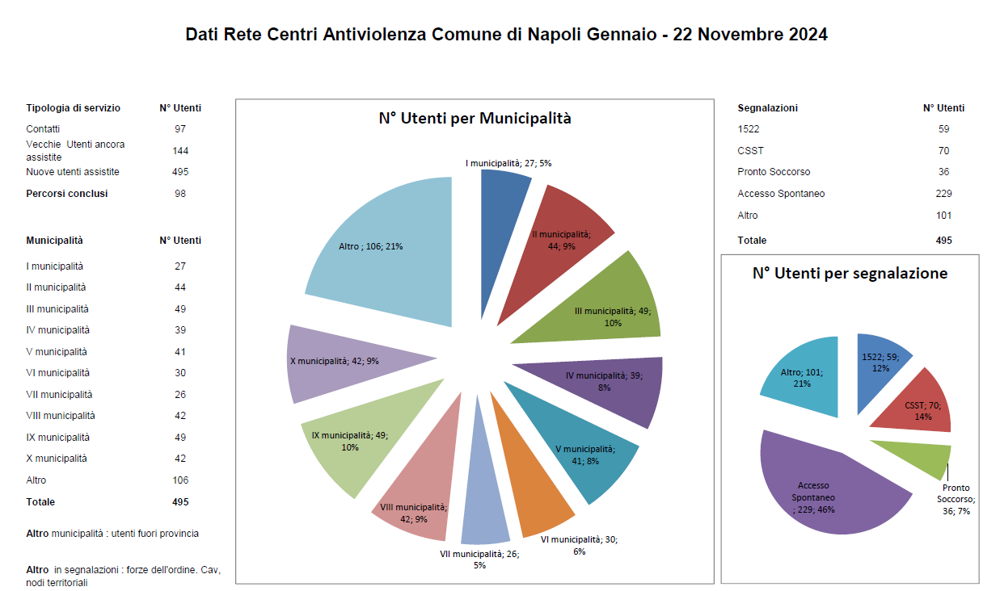 Dati Rete Centri Antiviolenza Comune di Napoli Gennaio - 22 Novembre 2024
Tipologia di servizio N° Utenti
Contatti 97
Vecchie Utenti ancora
assistite 144
Nuove utenti assistite 495
Percorsi conclusi 98
Municipalità N° Utenti
I municipalità 27
II municipalità 44
III municipalità 49
IV municipalità 39
V municipalità 41
VI municipalità 30
VII municipalità 26
VIII municipalità 42
IX municipalità 49
X municipalità 42
Altro 106
Totale 495
Altro municipalità : utenti fuori provincia
Altro in segnalazioni : forze dell'ordine. Cav,
nodi territoriali
N° Utenti per Municipalità
I municipalità; 27; 5%
II municipalità;
44; 9%
III municipalità; 49;
10%
IV municipalità; 39;
8%
V municipalità;
41; 8%
VI municipalità; 30;
6%
VII municipalità; 26;
5%
VIII municipalità;
42; 9%
IX municipalità; 49;
10%
X municipalità; 42; 9%
Altro ; 106; 21%
Segnalazioni N° Utenti
1522 59
CSST 70
Pronto Soccorso 36
Accesso Spontaneo 229
Altro 101
Totale 495
N° Utenti per segnalazione
1522; 59;
12%
CSST; 70;
14%
Pronto
Soccorso;
36; 7%
Accesso
Spontaneo
; 229; 46%
Altro; 101;
21%